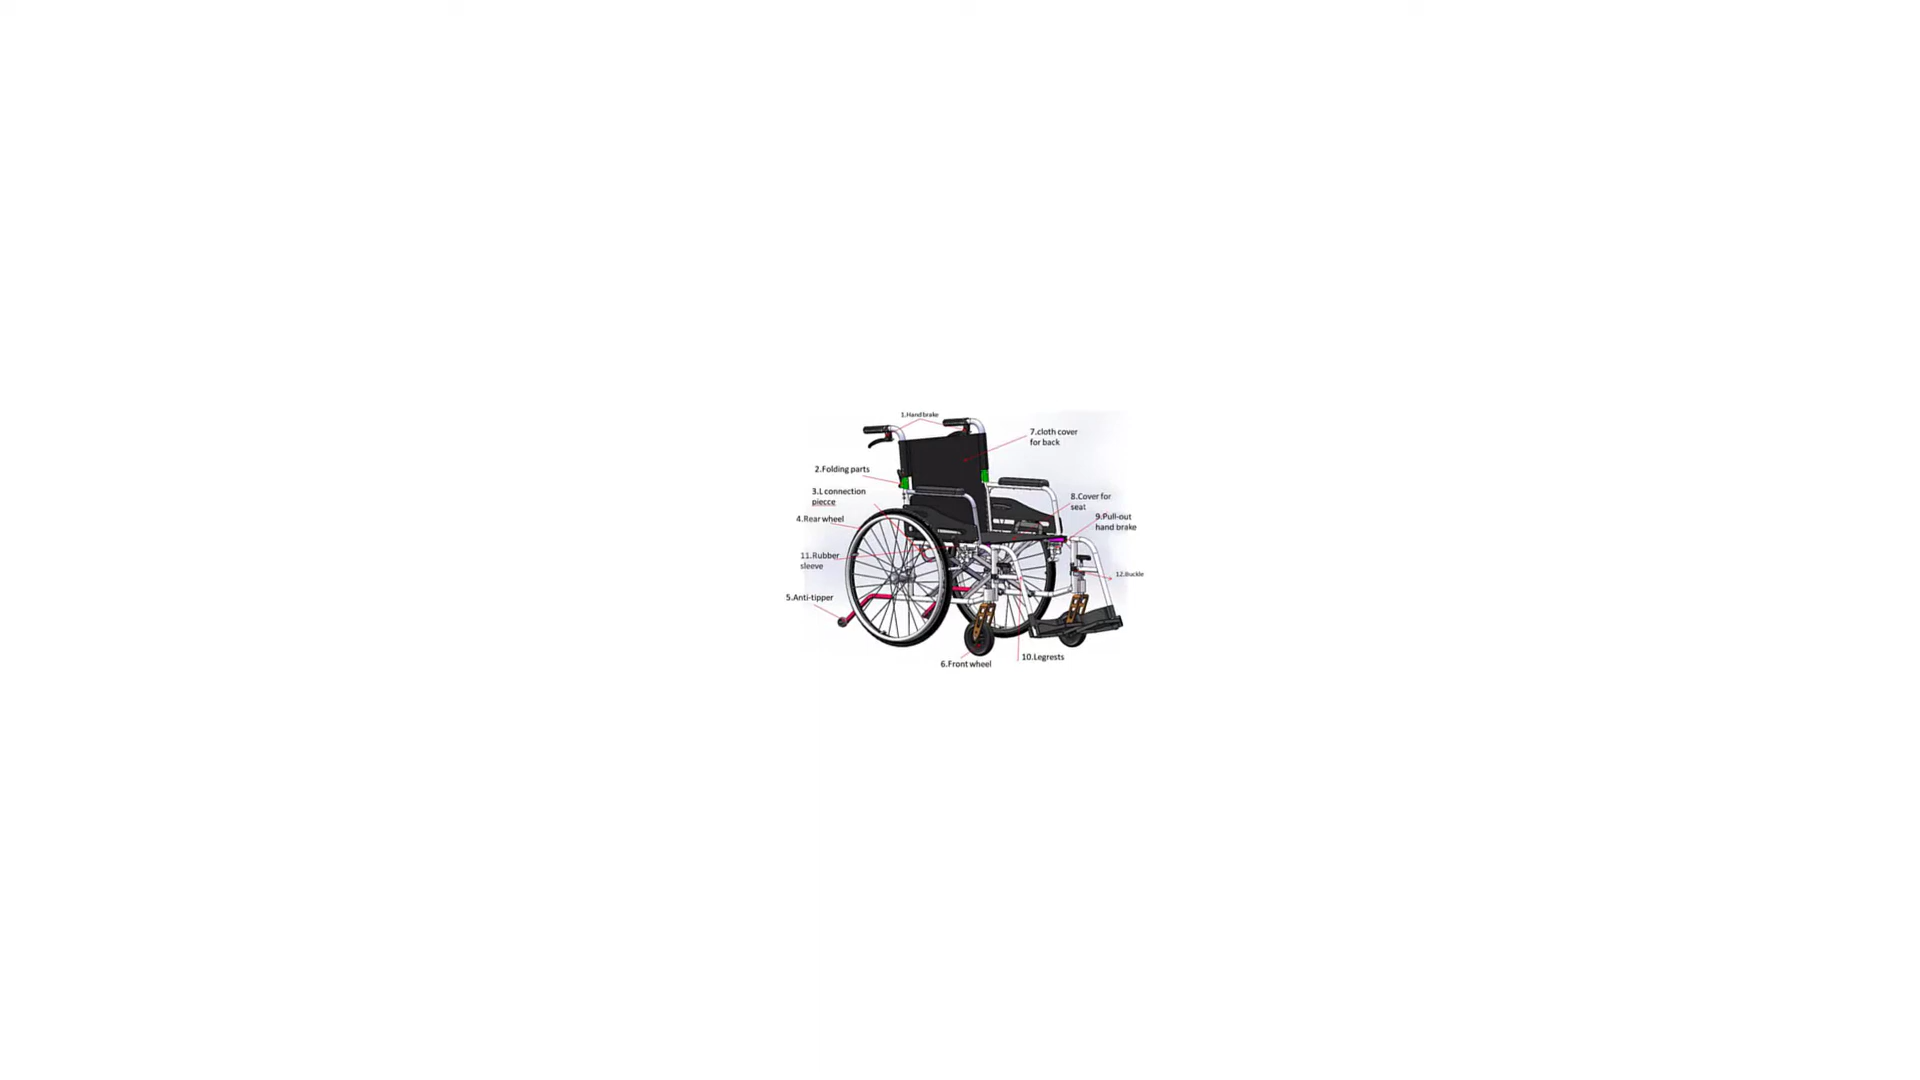 1.Hand brake
7.cloth cover
for back
2.Folding parts
3.L connection
piecce
8.Cover for
seat
4.Rear wheel
9.Pull-out
hand brake
11.Rubber
sleeve
12.Buckle
5.Anti-tipper
10.Legrests
6.Front wheel